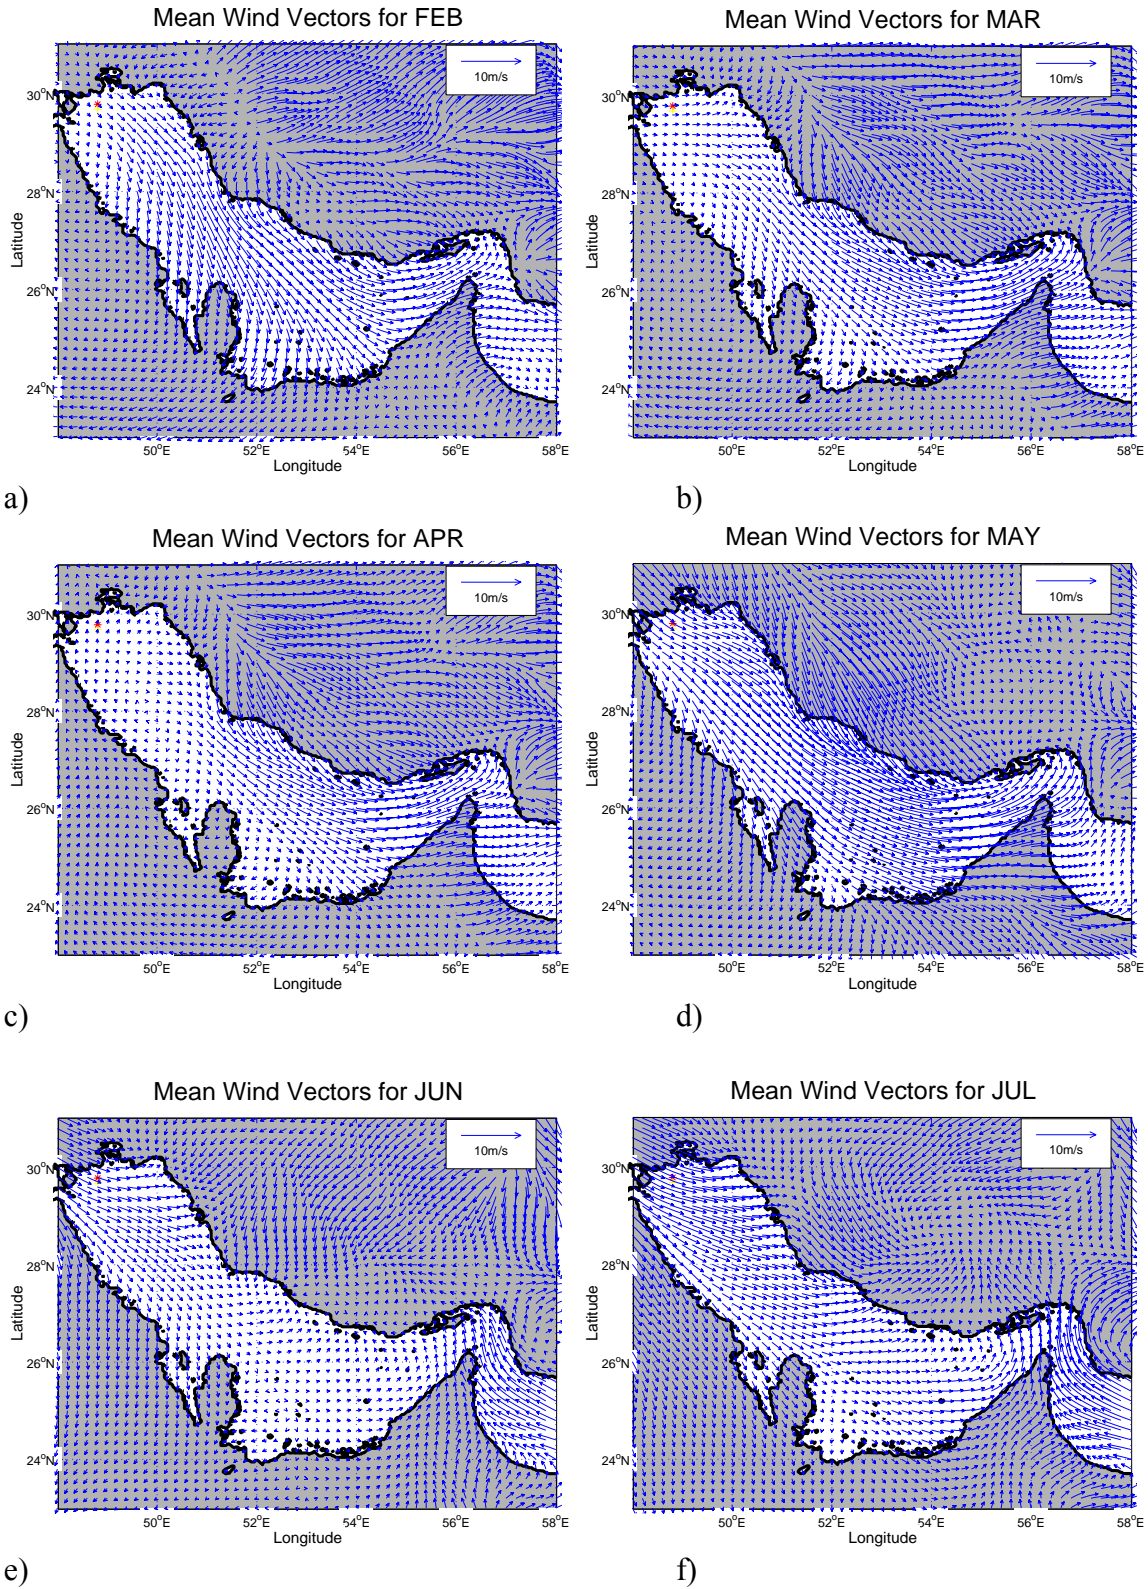 Mean Wind Vectors for FEB
10m/s
30°N
28°N
26°N
24°N
Latitude
50°E 52°E 54°E 56°E 58°E
Longitude
a)
Mean Wind Vectors for MAR
10m/s
30°N
28°N
26°N
24°N
Latitude
50°E 52°E 54°E 56°E 58°E
Longitude
b)
Mean Wind Vectors for APR
10m/s
30°N
28°N
26°N
24°N
Latitude
50°E 52°E 54°E 56°E 58°E
Longitude
c)
Mean Wind Vectors for MAY
10m/s
30°N
28°N
26°N
24°N
Latitude
50°E 52°E 54°E 56°E 58°E
Longitude
d)
Mean Wind Vectors for JUN
10m/s
30°N
28°N
26°N
24°N
Latitude
50°E 52°E 54°E 56°E 58°E
Longitude
e)
Mean Wind Vectors for JUL
10m/s
30°N
28°N
26°N
24°N
Latitude
50°E 52°E 54°E 56°E 58°E
Longitude
f)